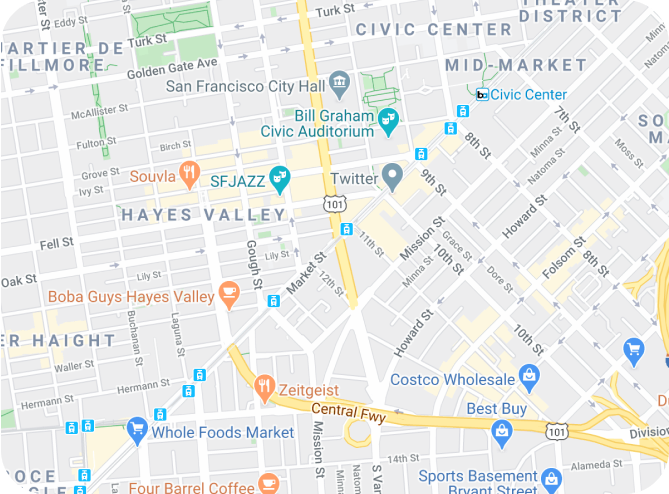 THEATER
DISTRICT
Eddy St
Turk St
Turk St
CIVIC CENTER
UARTIER DE
FILLMORE
Golden Gate Ave
MID-MARKET
San Francisco City Hall
Civic Center
McAllister St
Bill Graham
Civic Auditorium
7th St
SO
MA
Fulton St
Birch St
8th St
Minna St
Natoma St
Natoma
Moss St
Grove St
Ivy St
Souvla
SFJAZZ
Twitter
9th St
101
HAYES VALLEY
Howard St
Fell St
Gough St
Lily St
Lily St
Market St
11th St
Mission St
Grace St
10th St
Minna St
Folsom St
8th St
Dore St
Oak St
12th St
Boba Guys Hayes Valley
Laguna St
Buchanan St
Howard St
10th St
ER HAIGHT
Waller St
Hermann St
Hermann St
Zeitgeist
Costco Wholesale
Central Fwy
Best Buy
101
Division
Whole Foods Market
Mission St
14th St
Alameda St
OCE
GLE
Four Barrel Coffee
Natoma
Minna
S Van
Sports Basement
Bryant Street